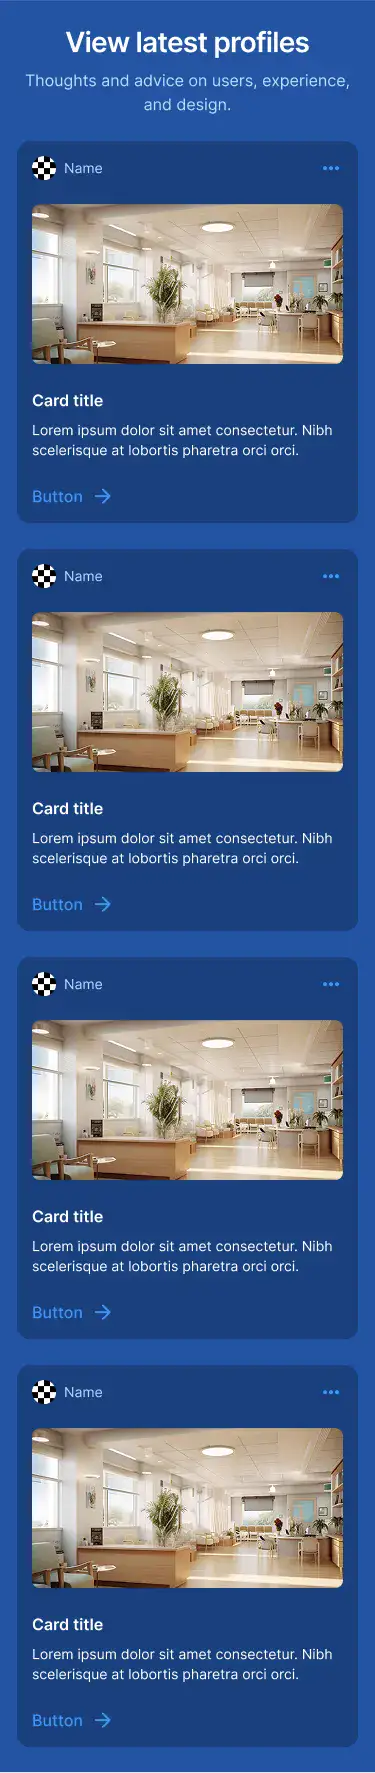 View latest profiles
Thoughts and advice on users, experience,
and design.
Name
Card title
Lorem ipsum dolor sit amet consectetur. Nibh
scelerisque at lobortis pharetra orci orci.
Button
Name
Card title
Lorem ipsum dolor sit amet consectetur. Nibh
scelerisque at lobortis pharetra orci orci.
Button
Name
Card title
Lorem ipsum dolor sit amet consectetur. Nibh
scelerisque at lobortis pharetra orci orci.
Button
Name
Card title
Lorem ipsum dolor sit amet consectetur. Nibh
scelerisque at lobortis pharetra orci orci.
Button